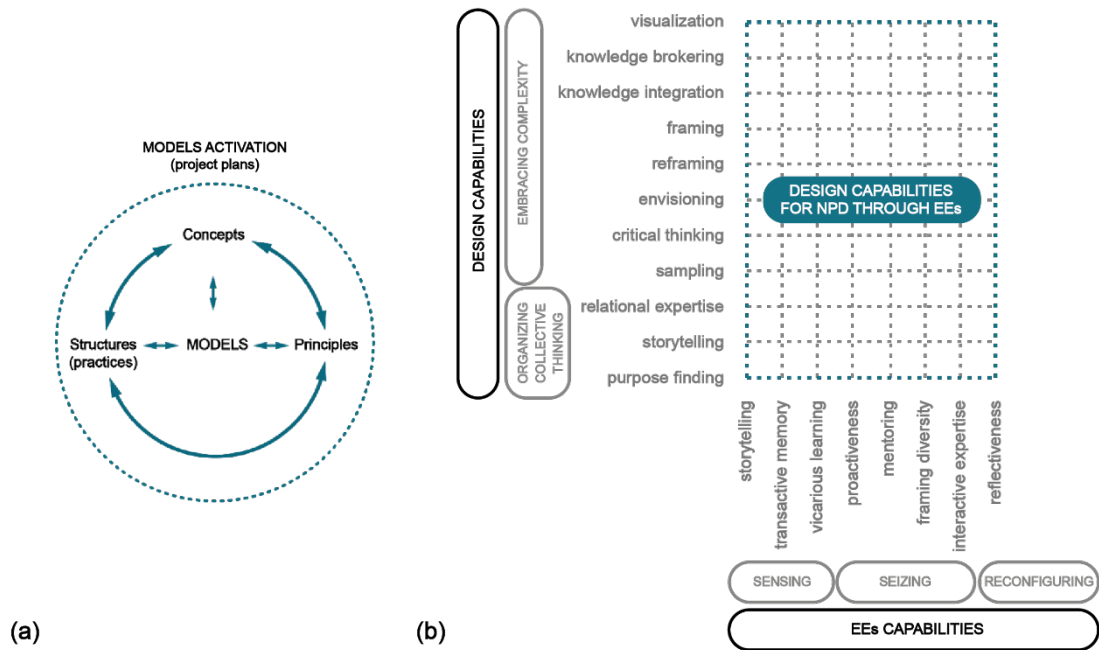 MODELS ACTIVATION
(project plans)
Concepts
Structures
(practices)
MODELS
Principles
(a)
DESIGN CAPABILITIES
EMBRACING COMPLEXITY
ORGANIZING
COLLECTIVE
THINKING
visualization
knowledge brokering
knowledge integration
framing
reframing
envisioning
critical thinking
sampling
relational expertise
storytelling
purpose finding
DESIGN CAPABILITIES
FOR NPD THROUGH EEs
storytelling
transactive memory
vicarious learning
proactiveness
mentoring
framing diversity
interactive expertise
reflectiveness
SENSING
SEIZING
RECONFIGURING
EEs CAPABILITIES
(b)